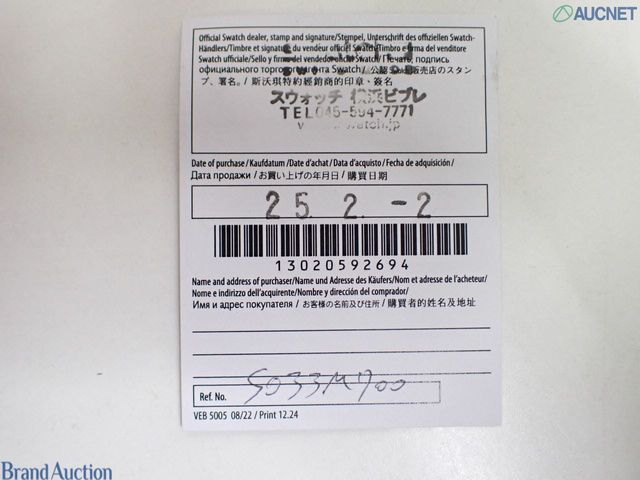 AUCNET
Official Swatch dealer, stamp and signature/Stempel, Unterschrift des offiziellen Swatch-
Händlers/Timbre et signature du vendeur officiel Swatch/Timbro e firma del venditore
Swatch ufficiale/Sello y firma del vendedor oficial Swatch/Печать, подпись
официального торгового агента Swatch/公認Swatch販売店のスタン
プ、署名。/斯沃琪特約經銷商的印章、簽名
スウォッチ 横浜ビブレ
TEL045-594-7771
Date of purchase/Kaufdatum/Date d'achat/Data d'acquisto/Fecha de adquisición/
Дата продажи/お買い上げの年月日/購買日期
25. 2. -2
13020592694
Name and address of purchaser/Name und Adresse des Käufers/Nom et adresse de l'acheteur/
Nome e indirizzo dell'acquirente/Nombre y dirección del comprador/
Имя и адрес покупателя/お客様の名前及び住所/購買者的姓名及地址
Ref. No. SO33M700
VEB 5005 08/22 / Print 12.24
Brand Auction